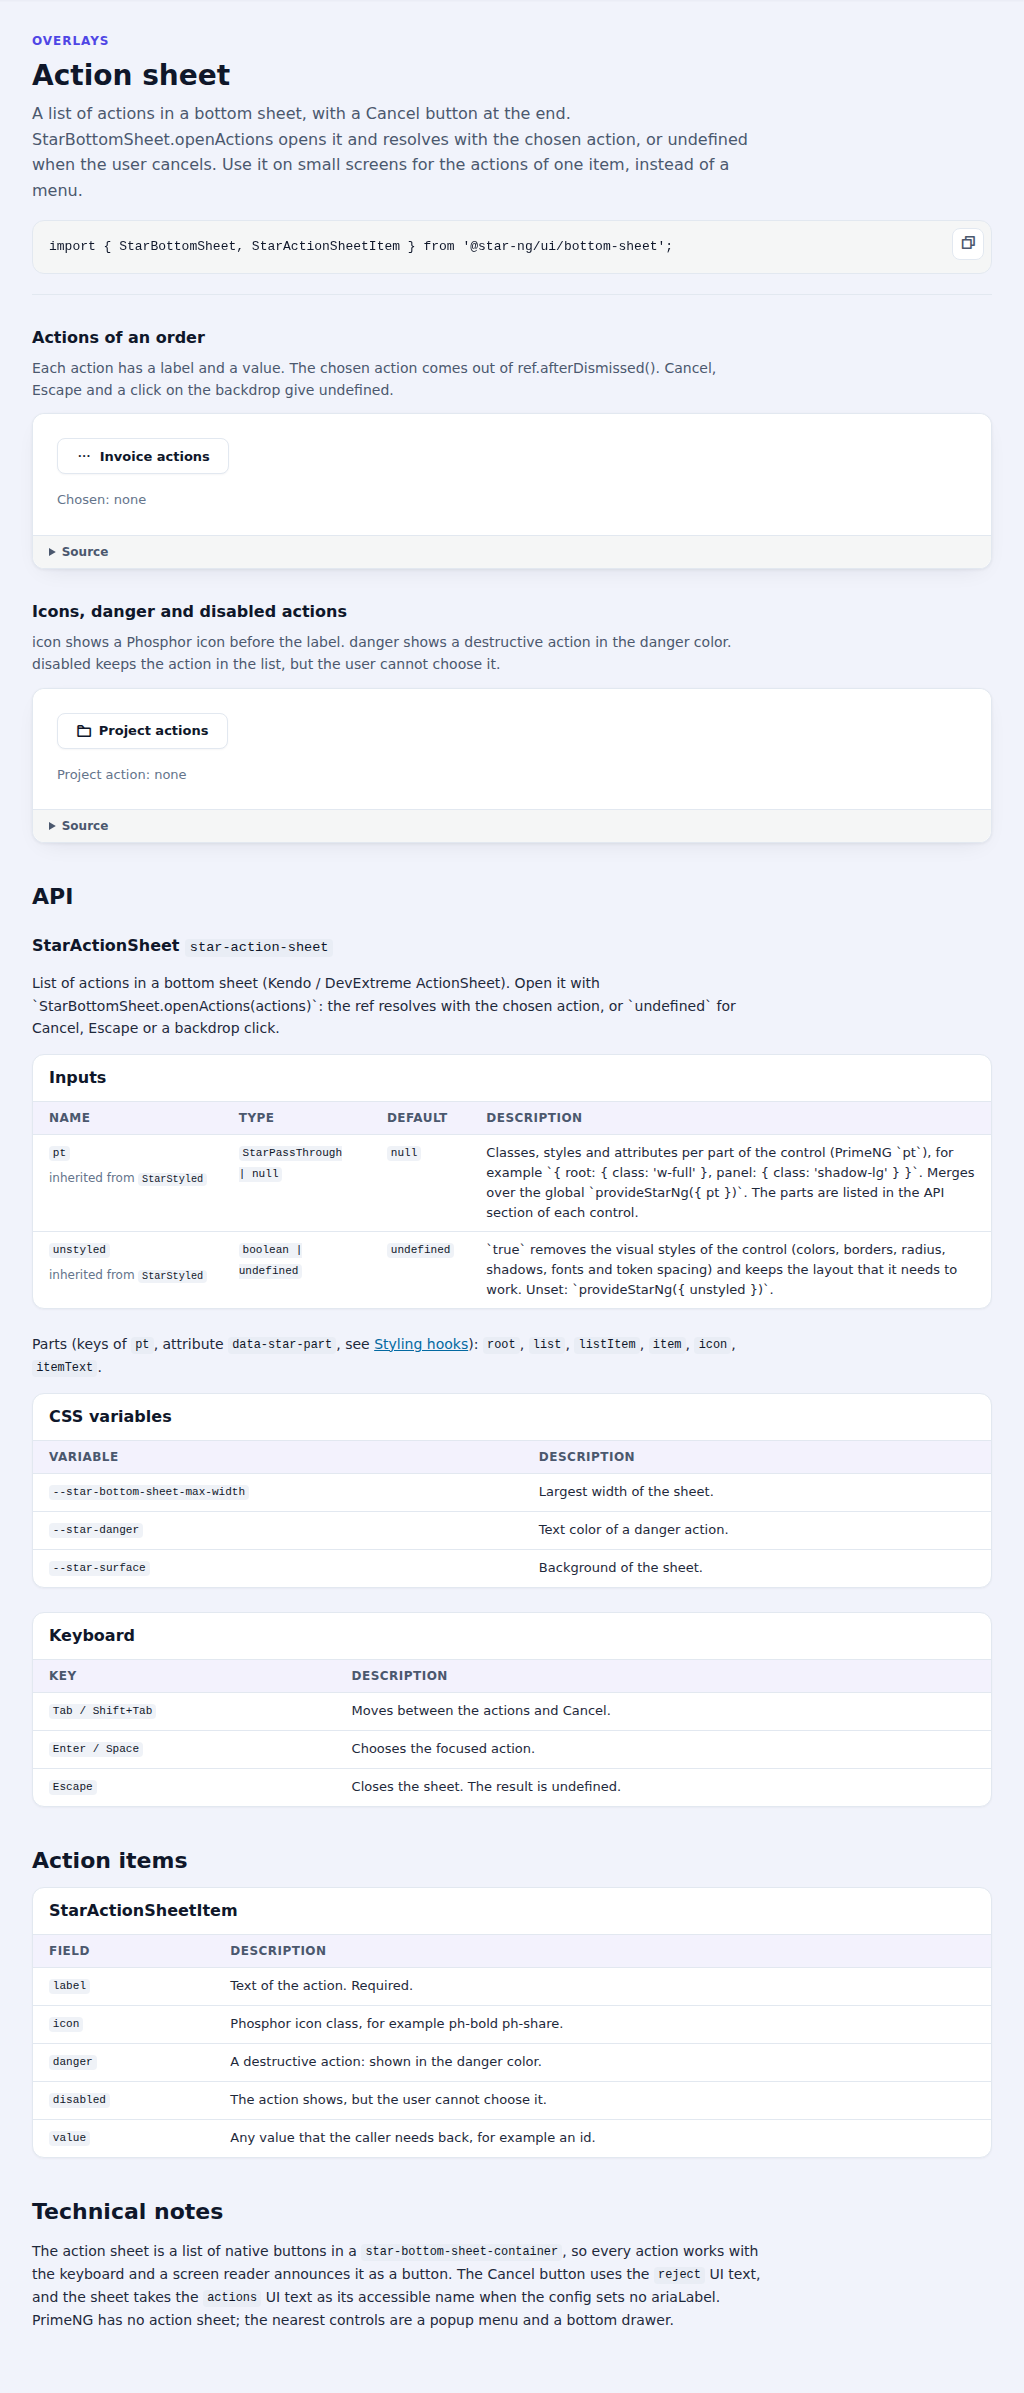 OVERLAYS
Action sheet
A list of actions in a bottom sheet, with a Cancel button at the end.
StarBottomSheet.openActions opens it and resolves with the chosen action, or undefined
when the user cancels. Use it on small screens for the actions of one item, instead of a
menu.
import { StarBottomSheet, StarActionSheetItem } from '@star-ng/ui/bottom-sheet';
Actions of an order
Each action has a label and a value. The chosen action comes out of ref.afterDismissed(). Cancel,
Escape and a click on the backdrop give undefined.
Invoice actions
Chosen: none
Source
Icons, danger and disabled actions
icon shows a Phosphor icon before the label. danger shows a destructive action in the danger color.
disabled keeps the action in the list, but the user cannot choose it.
Project actions
Project action: none
Source
API
StarActionSheet star-action-sheet
List of actions in a bottom sheet (Kendo / DevExtreme ActionSheet). Open it with
`StarBottomSheet.openActions(actions)`: the ref resolves with the chosen action, or `undefined` for
Cancel, Escape or a backdrop click.
Inputs
NAME TYPE DEFAULT DESCRIPTION
pt StarPassThrough null Classes, styles and attributes per part of the control (PrimeNG `pt`), for
inherited from StarStyled | null example `{ root: { class: 'w-full' }, panel: { class: 'shadow-lg' } }`. Merges
over the global `provideStarNg({ pt })`. The parts are listed in the API
section of each control.
unstyled boolean | undefined `true` removes the visual styles of the control (colors, borders, radius,
inherited from StarStyled undefined shadows, fonts and token spacing) and keeps the layout that it needs to
work. Unset: `provideStarNg({ unstyled })`.
Parts (keys of pt, attribute data-star-part, see Styling hooks): root, list, listItem, item, icon,
itemText.
CSS variables
VARIABLE DESCRIPTION
--star-bottom-sheet-max-width Largest width of the sheet.
--star-danger Text color of a danger action.
--star-surface Background of the sheet.
Keyboard
KEY DESCRIPTION
Tab / Shift+Tab Moves between the actions and Cancel.
Enter / Space Chooses the focused action.
Escape Closes the sheet. The result is undefined.
Action items
StarActionSheetItem
FIELD DESCRIPTION
label Text of the action. Required.
icon Phosphor icon class, for example ph-bold ph-share.
danger A destructive action: shown in the danger color.
disabled The action shows, but the user cannot choose it.
value Any value that the caller needs back, for example an id.
Technical notes
The action sheet is a list of native buttons in a star-bottom-sheet-container, so every action works with
the keyboard and a screen reader announces it as a button. The Cancel button uses the reject UI text,
and the sheet takes the actions UI text as its accessible name when the config sets no ariaLabel.
PrimeNG has no action sheet; the nearest controls are a popup menu and a bottom drawer.